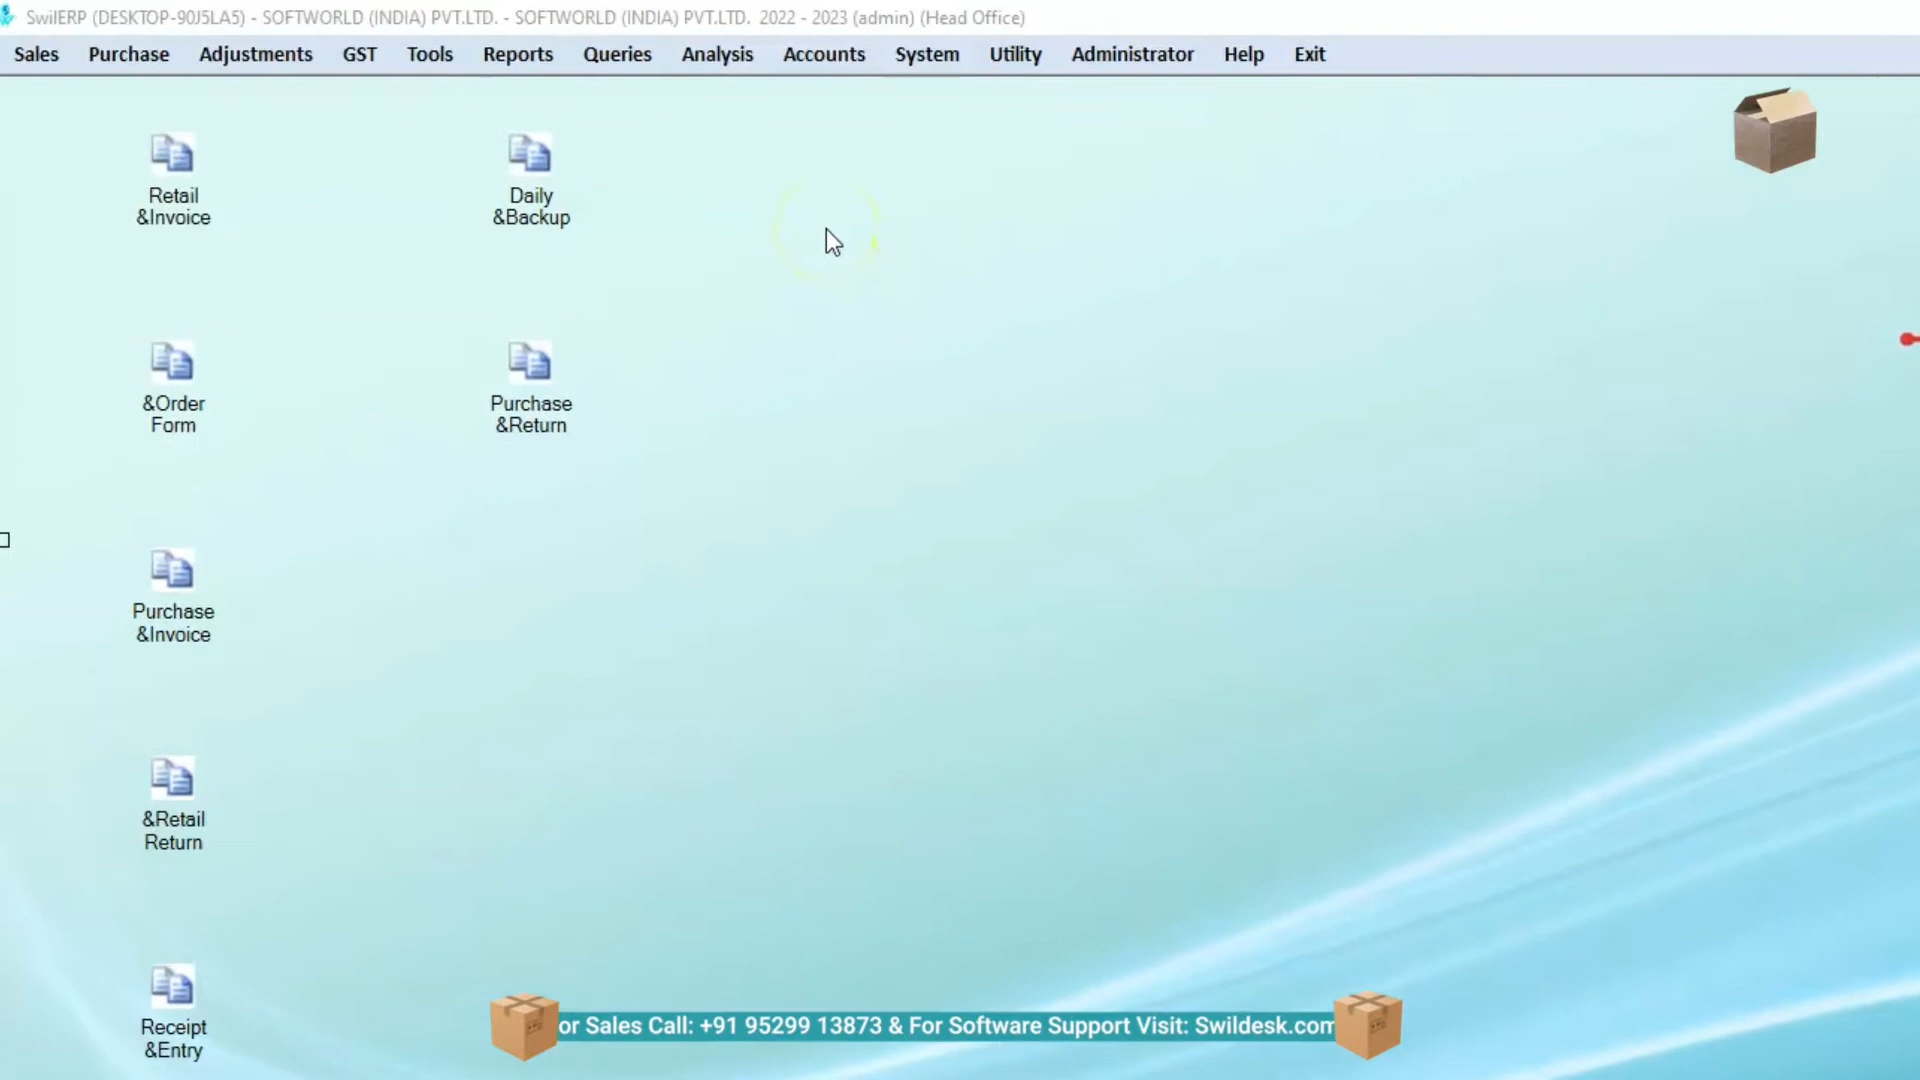 SwilERP (DESKTOP-90J5LA5) - SOFTWORLD (INDIA) PVT.LTD. - SOFTWORLD (INDIA) PVT.LTD. 2022 - 2023 (admin) (Head Office)
Sales Purchase Adjustments GST Tools Reports Queries Analysis Accounts System Utility Administrator Help Exit
Retail
&Invoice
Daily
&Backup
&Order
Form
Purchase
&Return
Purchase
&Invoice
&Retail
Return
Receipt
&Entry
or Sales Call: +91 95299 13873 & For Software Support Visit: Swildesk.com